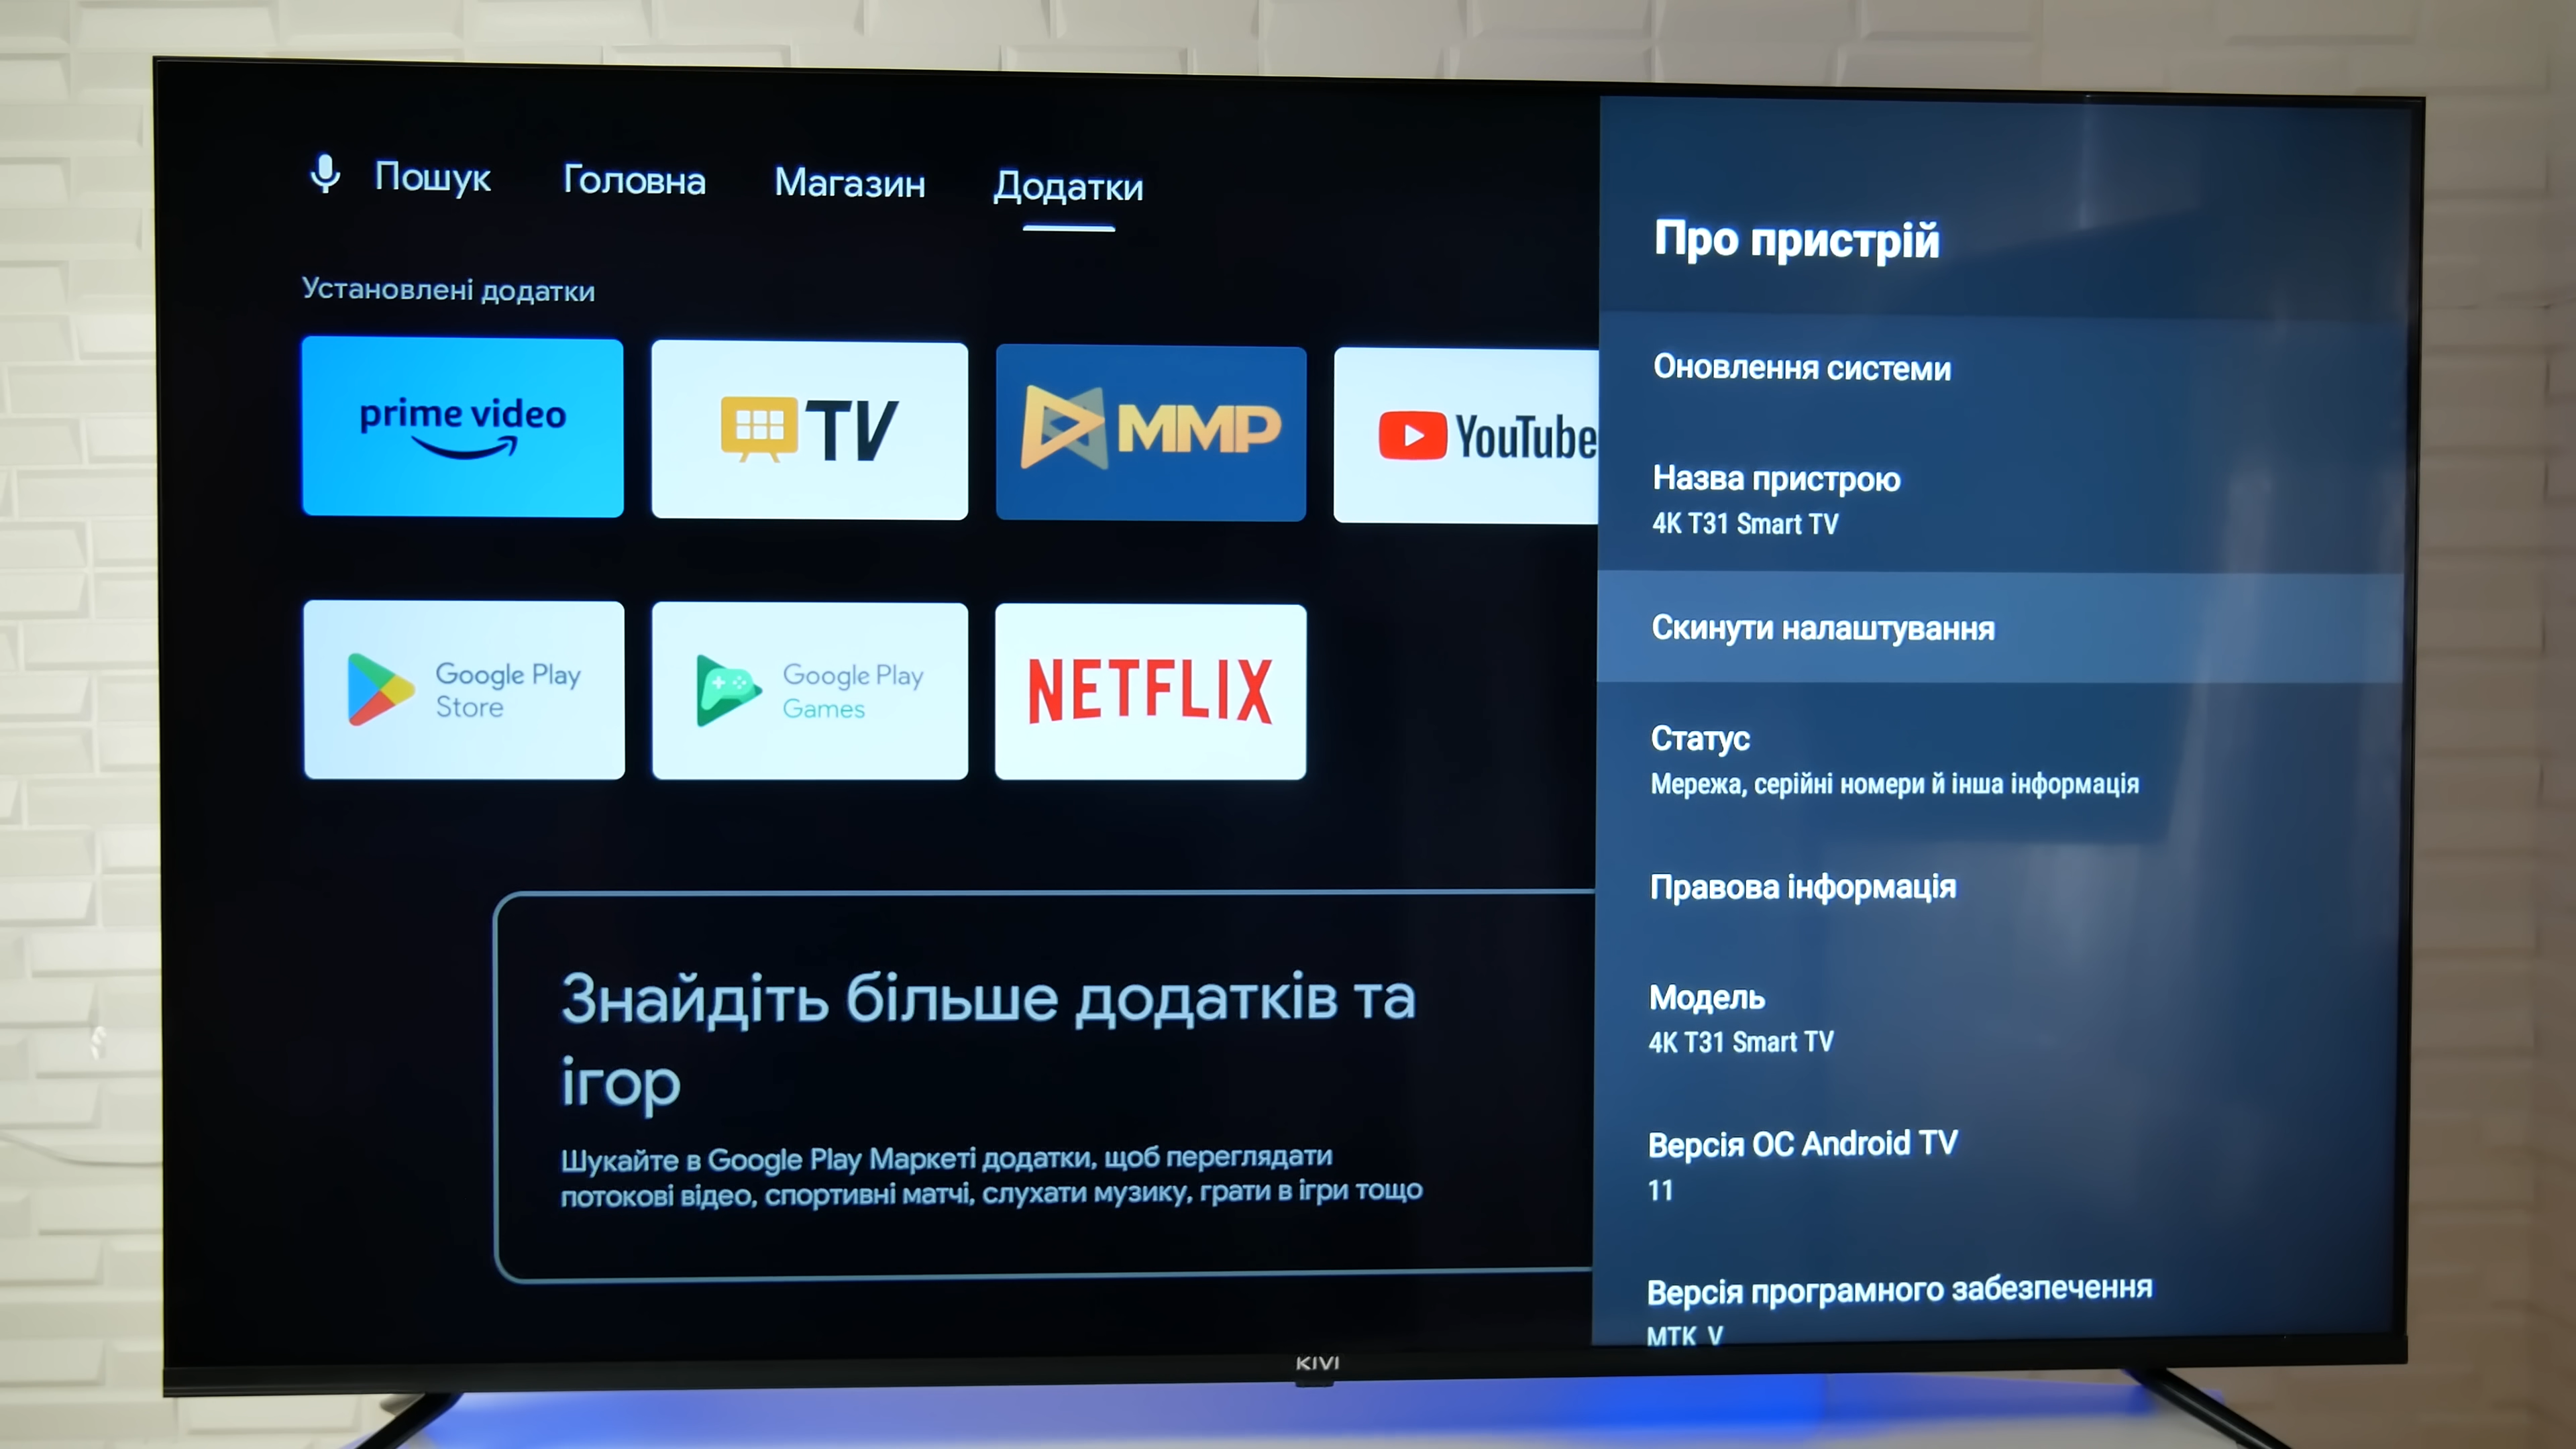 Пошук Головна Магазин Додатки
Установлені додатки
prime video
TV
MMP
YouTube
Google Play
Store
Google Play
Games
NETFLIX
Знайдіть більше додатків та
ігор
Шукайте в Google Play Маркеті додатки, щоб переглядати
потокові відео, спортивні матчі, слухати музику, грати в ігри тощо
Про пристрій
Оновлення системи
Назва пристрою
4K T31 Smart TV
Скинути налаштування
Статус
Мережа, серійні номери й інша інформація
Правова інформація
Модель
4K T31 Smart TV
Версія ОС Android TV
11
Версія програмного забезпечення
MTK_V
KIVI